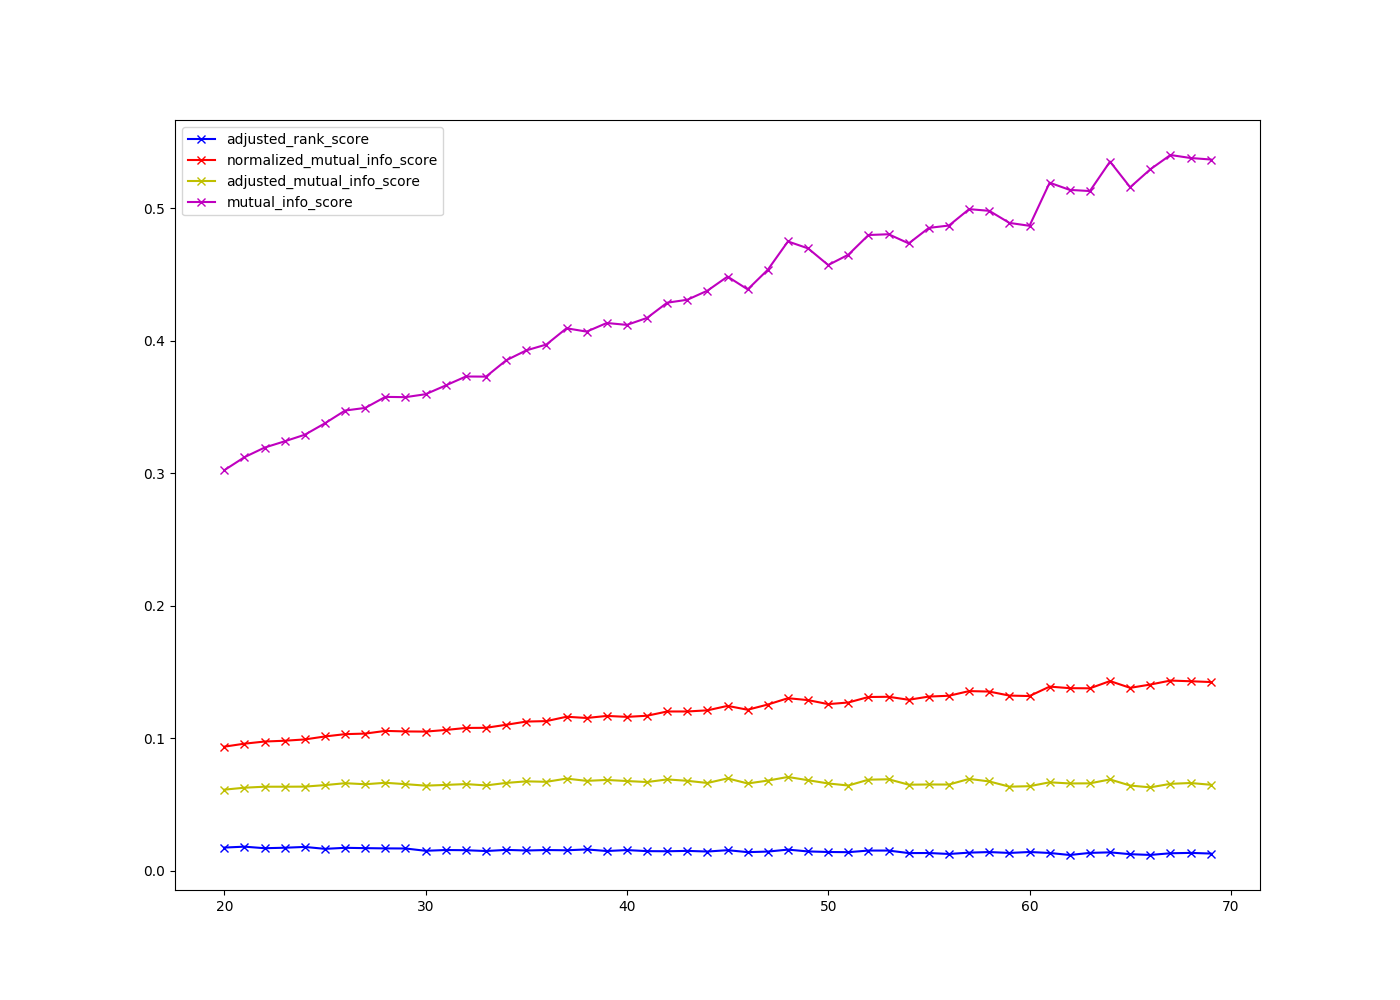 adjusted_rank_score
normalized_mutual_info_score
adjusted_mutual_info_score
mutual_info_score
0.5
0.4
0.3
0.2
0.1
0.0
20 30 40 50 60 70